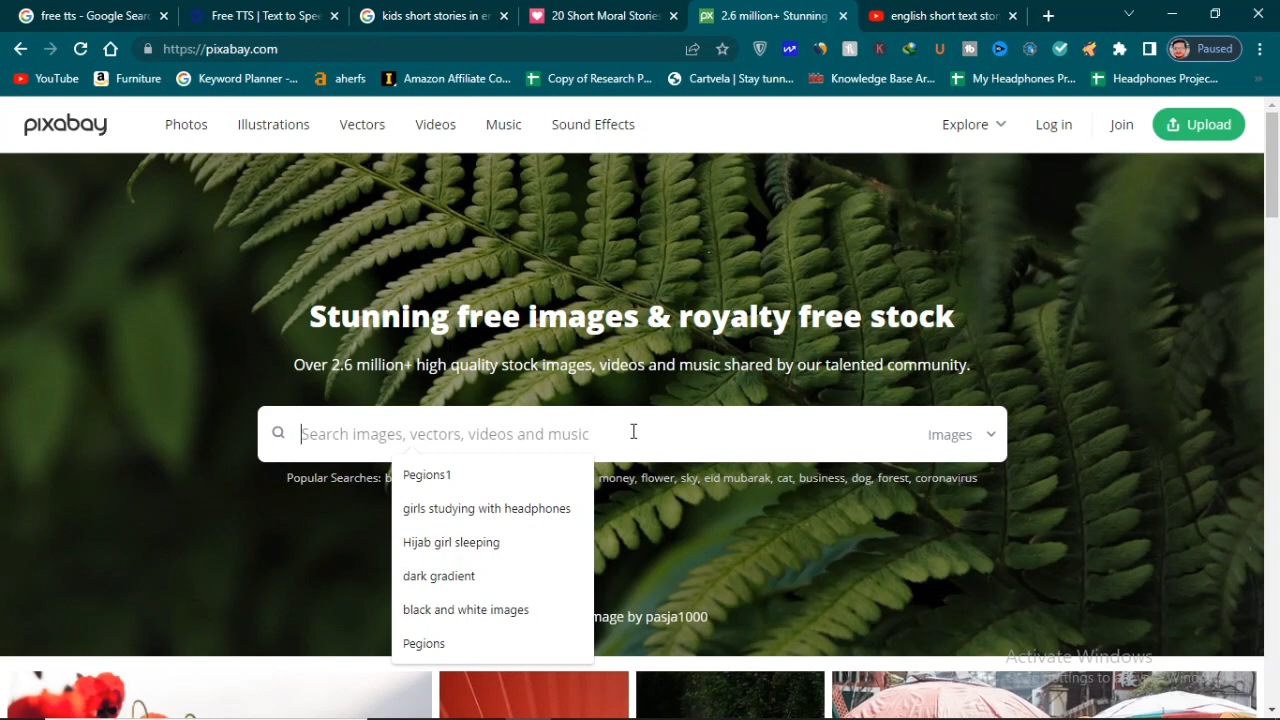 free tts - Google Searc
Free TTS | Text to Spee
kids short stories in en
20 Short Moral Stories
px
2.6 million+ Stunning
english short text stor
https://pixabay.com
Paused
YouTube
Furniture
Keyword Planner -...
aherfs
Amazon Affiliate Co...
Copy of Research P...
Cartvela | Stay tunn...
Knowledge Base Ar...
My Headphones Pr...
Headphones Projec...
pixabay
Photos
Illustrations
Vectors
Videos
Music
Sound Effects
Explore
Log in
Join
Upload
Stunning free images & royalty free stock
Over 2.6 million+ high quality stock images, videos and music shared by our talented community.
Search images, vectors, videos and music
Images
Popular Searches: b
money, flower, sky, eid mubarak, cat, business, dog, forest, coronavirus
Pegions1
girls studying with headphones
Hijab girl sleeping
dark gradient
black and white images
Pegions
mage by pasja1000
Activate Windows